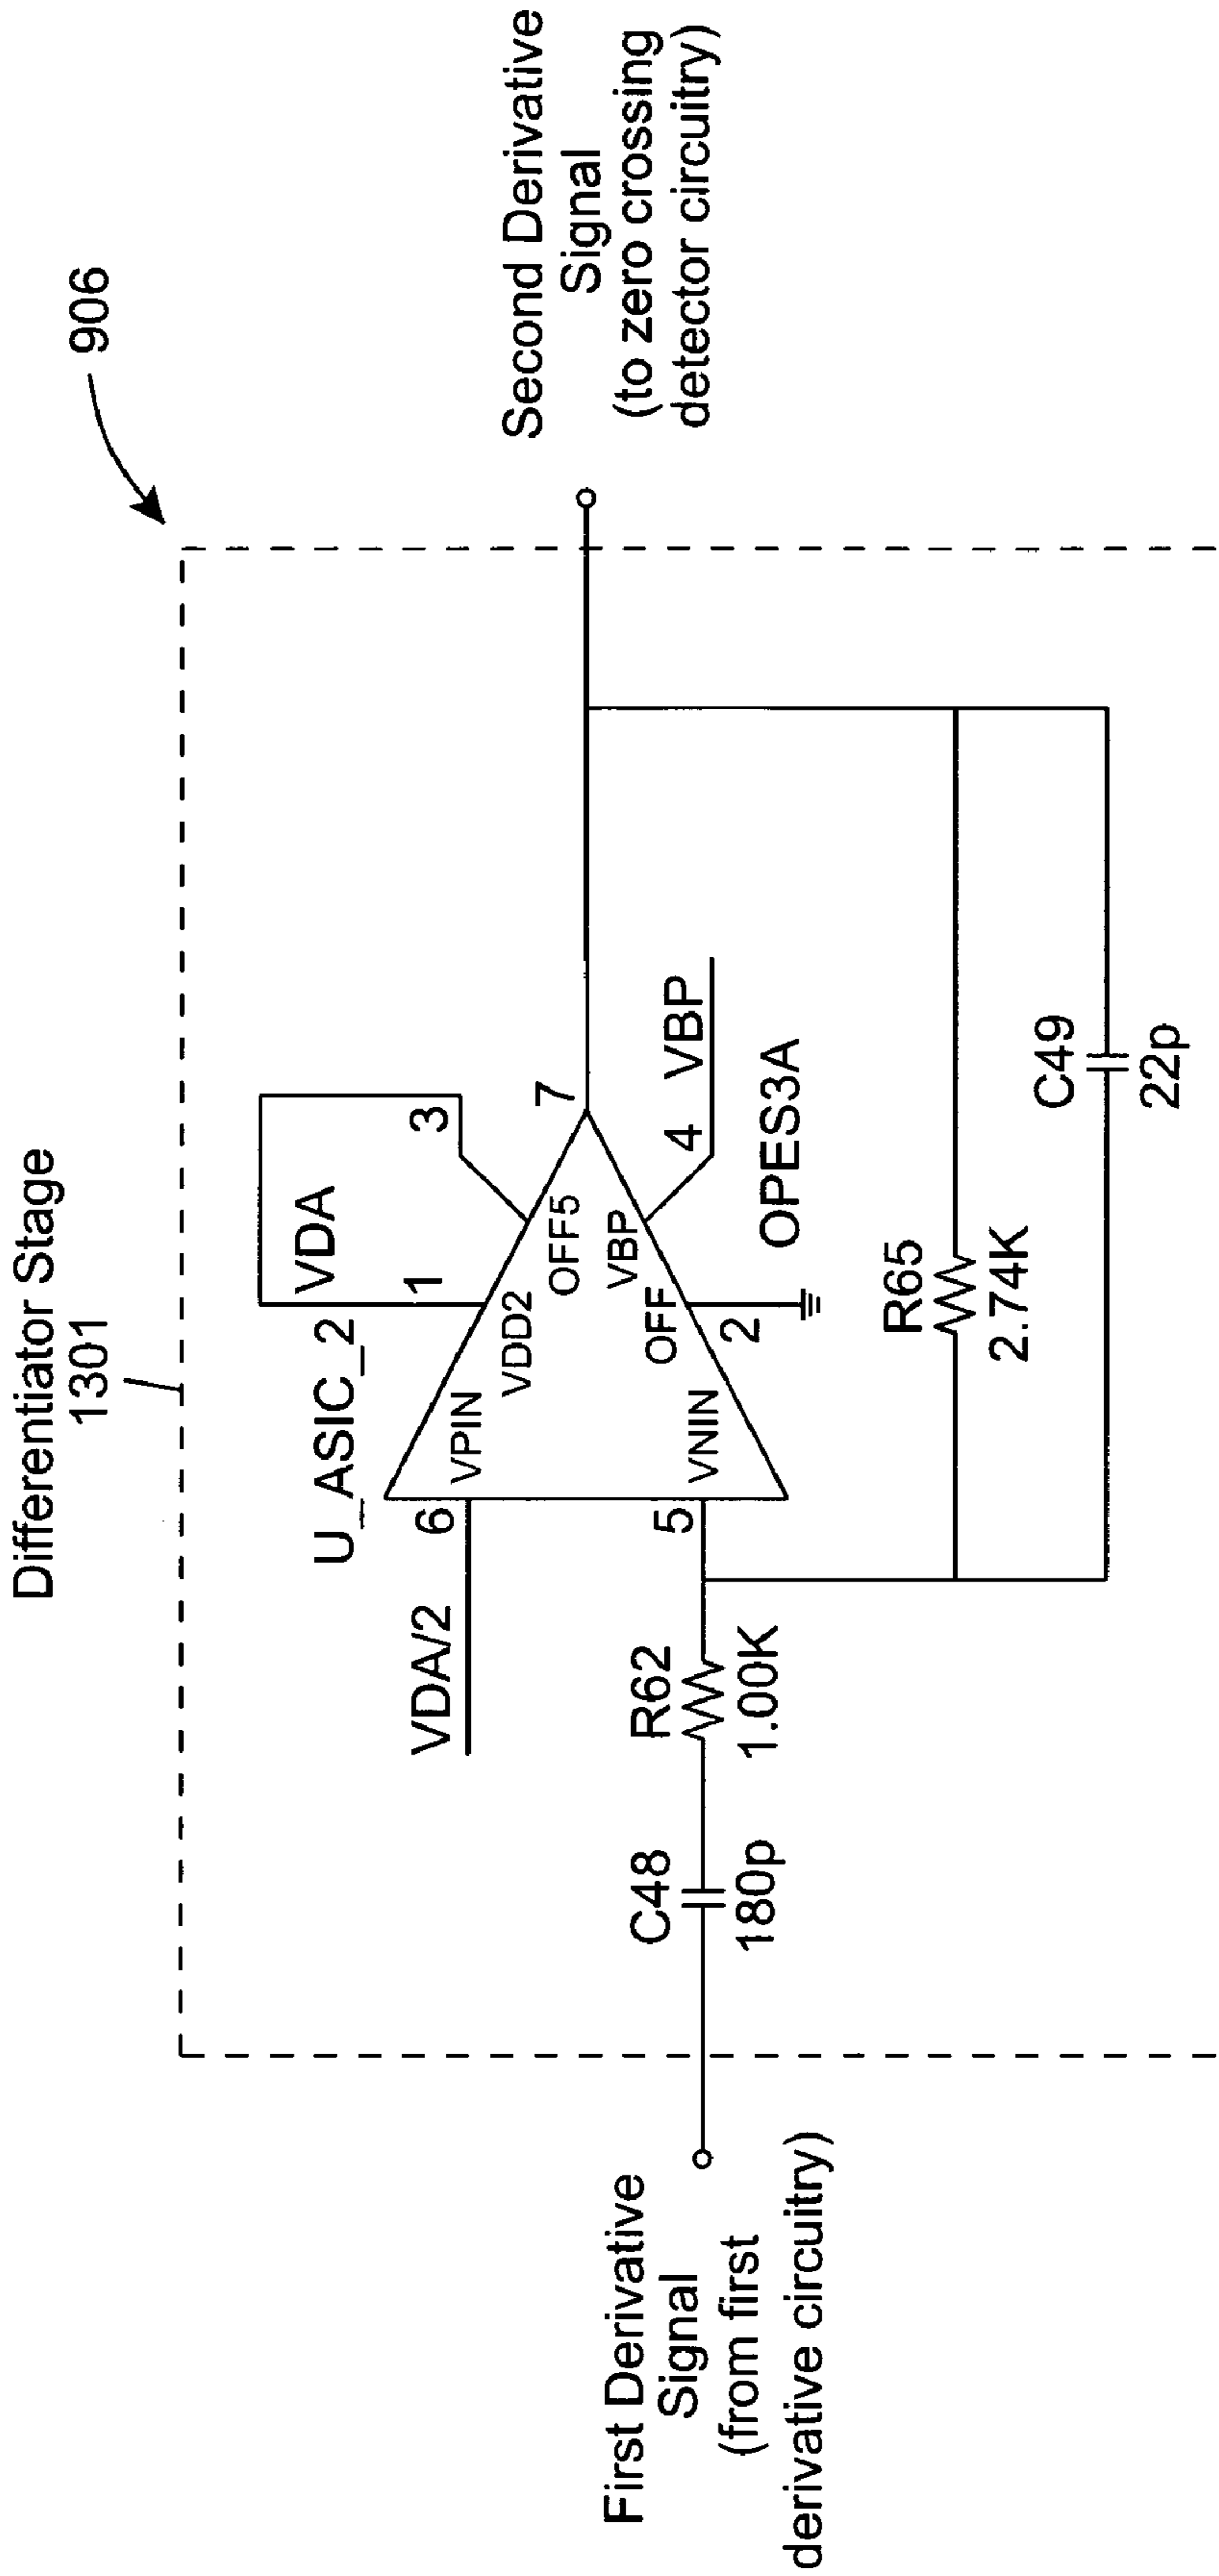 Differentiator Stage
1301
906
U_ASIC_2
VDA
1
3
VDA/2
6
VPIN
VDD2
OFF5
7
Second Derivative
Signal
(to zero crossing
detector circuitry)
VBP
4
VBP
OFF
2
OPES3A
VNIN
5
First Derivative
Signal
(from first
derivative circuitry)
C48
180p
R62
1.00K
R65
2.74K
C49
22p